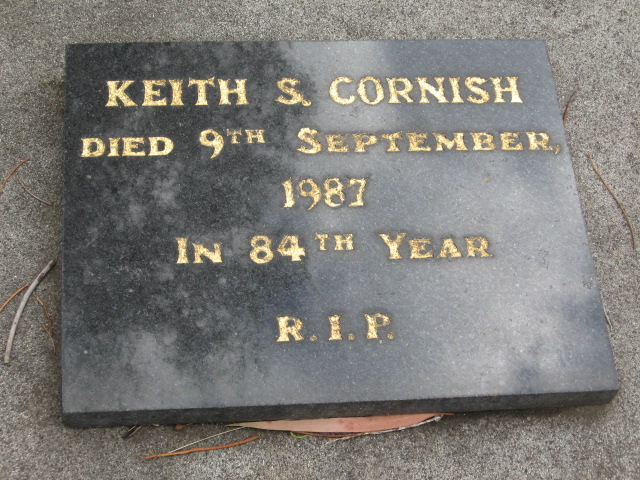 KEITH S. CORNISH
DIED 9TH SEPTEMBER,
1987
IN 84TH YEAR
R.I.P.